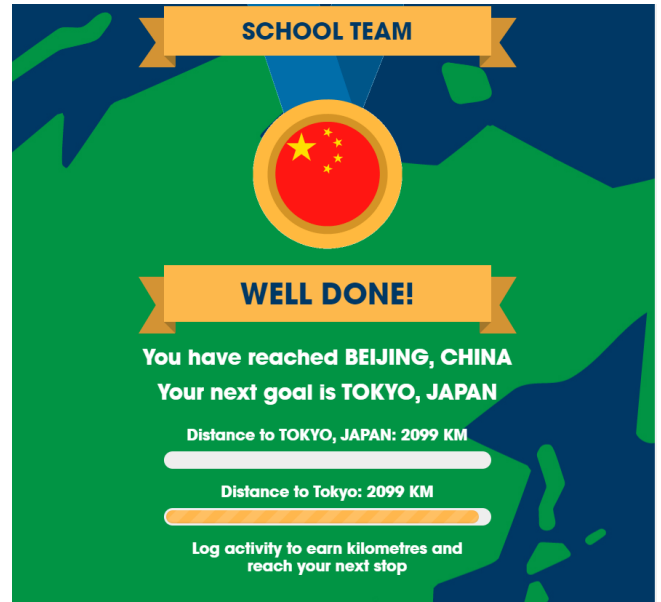 SCHOOL TEAM
WELL DONE!
You have reached BEIJING, CHINA
Your next goal is TOKYO, JAPAN
Distance to TOKYO, JAPAN: 2099 KM
Distance to Tokyo: 2099 KM
Log activity to earn kilometres and
reach your next stop